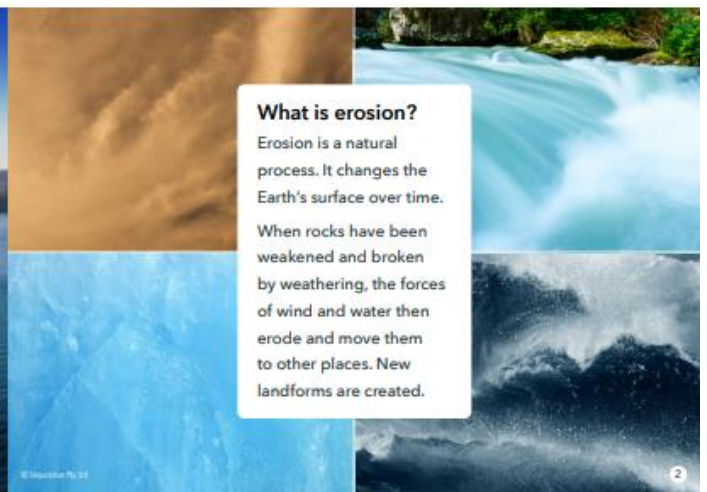 What is erosion?
Erosion is a natural
process. It changes the
Earth's surface over time.
When rocks have been
weakened and broken
by weathering, the forces
of wind and water then
erode and move them
to other places. New
landforms are created.
2